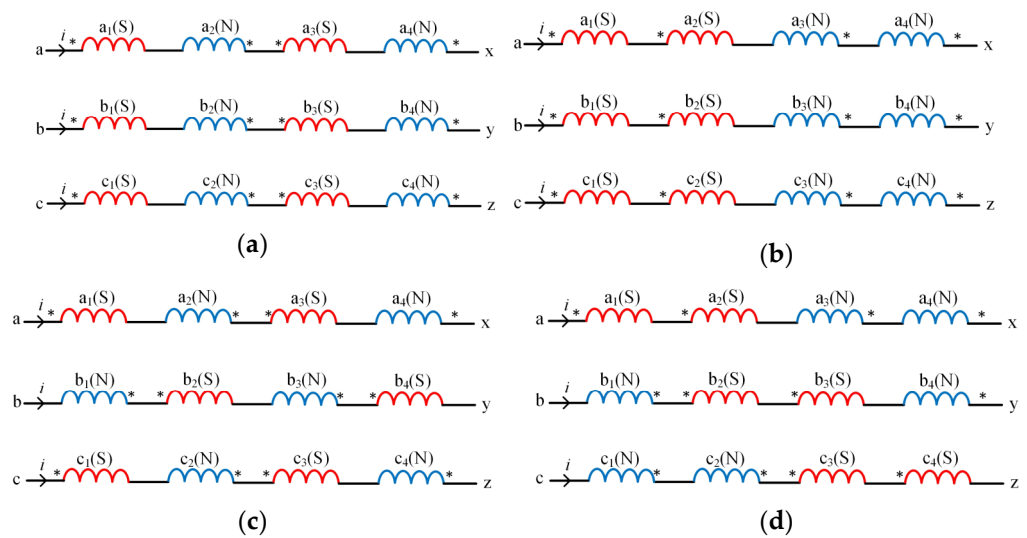 a i * a₁(S) a₂(N) * * a₃(S) a₄(N) * x
b i * b₁(S) b₂(N) * * b₃(S) b₄(N) * y
c i * c₁(S) c₂(N) * * c₃(S) c₄(N) * z
(a)
a i * a₁(S) * a₂(S) a₃(N) * a₄(N) * x
b i * b₁(S) * b₂(S) b₃(N) * b₄(N) * y
c i * c₁(S) * c₂(S) c₃(N) * c₄(N) * z
(b)
a i * a₁(S) a₂(N) * * a₃(S) a₄(N) * x
b i b₁(N) * * b₂(S) b₃(N) * * b₄(S) y
c i * c₁(S) c₂(N) * * c₃(S) c₄(N) * z
(c)
a i * a₁(S) * a₂(S) a₃(N) * a₄(N) * x
b i b₁(N) * * b₂(S) * b₃(S) b₄(N) * y
c i c₁(N) * c₂(N) * * c₃(S) * c₄(S) z
(d)